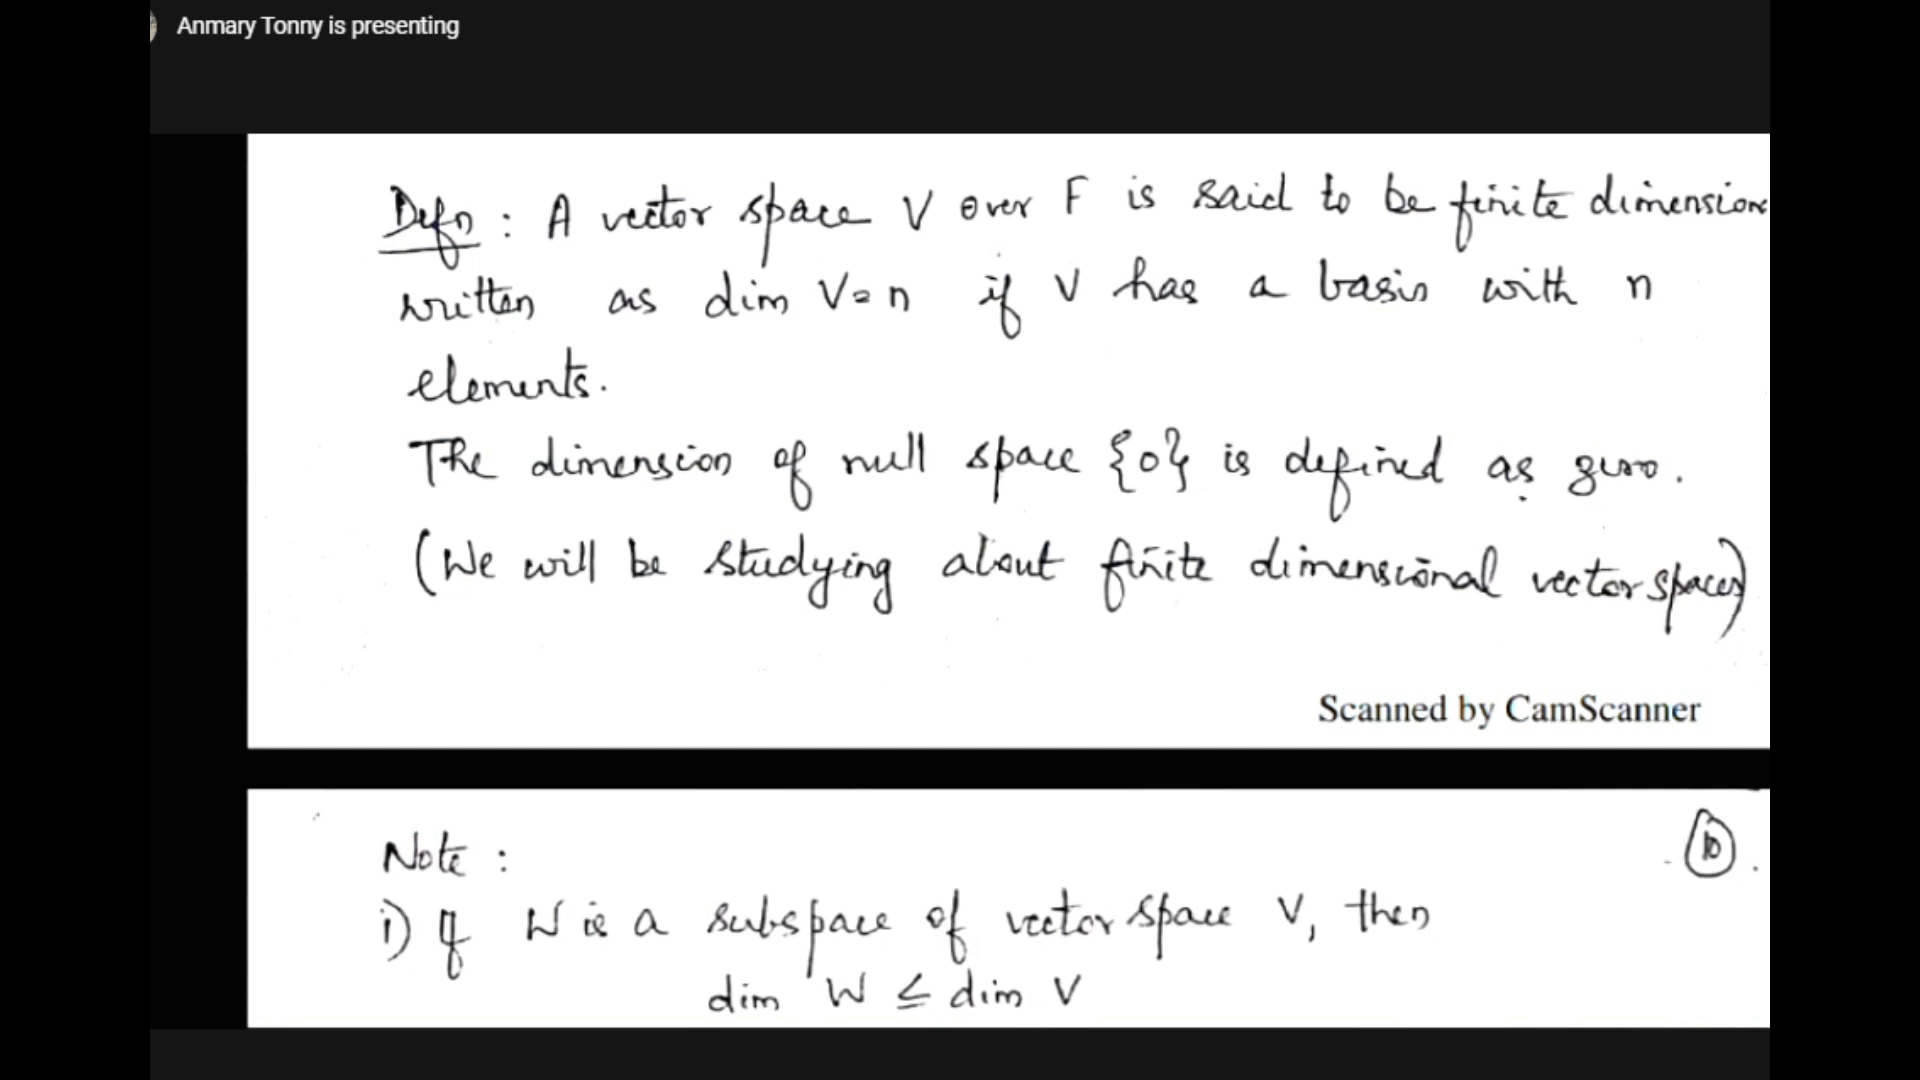 Anmary Tonny is presenting
Defn : A vector space V over F is said to be finite dimension
written as dim V = n if V has a basis with n
elements.
The dimension of null space {0} is defined as zero.
(We will be studying about finite dimensional vector spaces)
Scanned by CamScanner
Note :
10
i) If W is a subspace of vector space V, then
dim W ≤ dim V